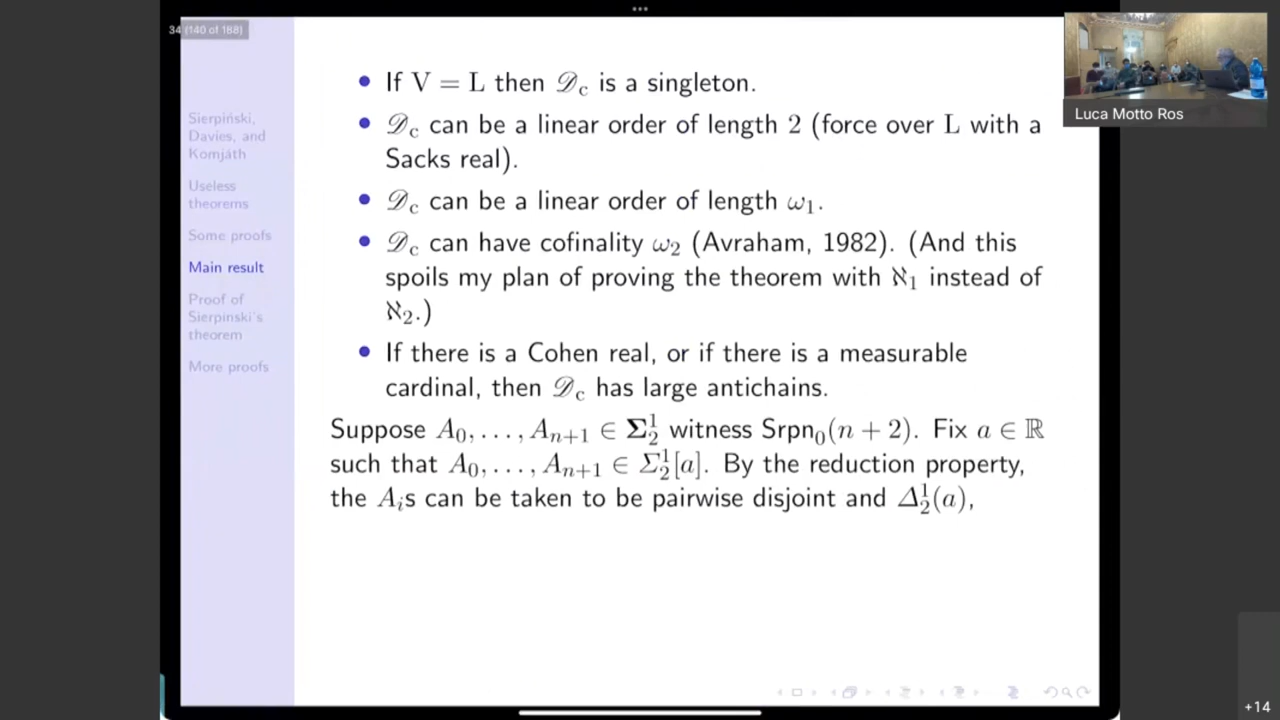 34 (140 of 188)
Sierpiński,
Davies, and
Komjáth
Useless
theorems
Some proofs
Main result
Proof of
Sierpinski's
theorem
More proofs
• If V = L then 𝒟c is a singleton.
• 𝒟c can be a linear order of length 2 (force over L with a
Sacks real).
• 𝒟c can be a linear order of length ω₁.
• 𝒟c can have cofinality ω₂ (Avraham, 1982). (And this
spoils my plan of proving the theorem with ℵ₁ instead of
ℵ₂.)
• If there is a Cohen real, or if there is a measurable
cardinal, then 𝒟c has large antichains.
Suppose A₀, . . . , Aₙ₊₁ ∈ 𝚺¹₂ witness Srpn₀(n + 2). Fix a ∈ ℝ
such that A₀, . . . , Aₙ₊₁ ∈ Σ¹₂[a]. By the reduction property,
the Aᵢs can be taken to be pairwise disjoint and Δ¹₂(a),
Luca Motto Ros
+14